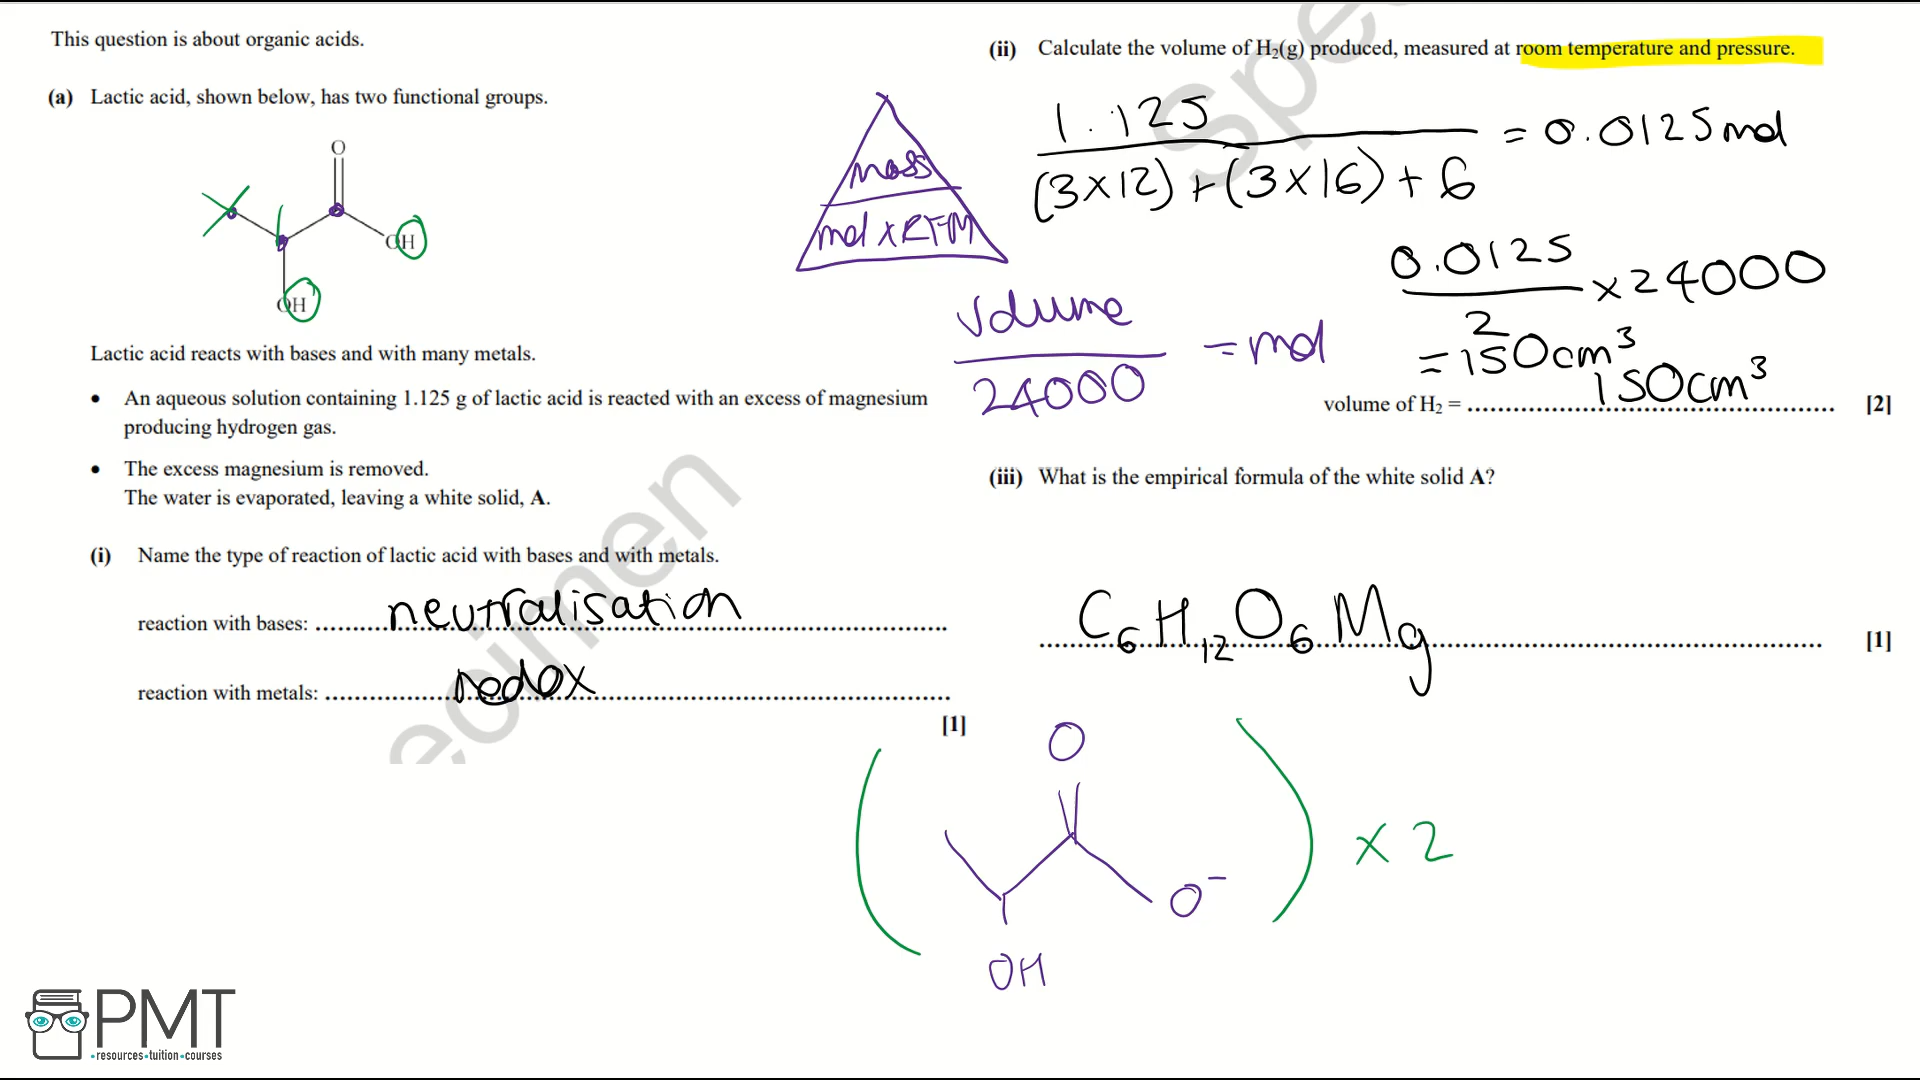 This question is about organic acids.
(a) Lactic acid, shown below, has two functional groups.
O
OH
OH
Lactic acid reacts with bases and with many metals.
• An aqueous solution containing 1.125 g of lactic acid is reacted with an excess of magnesium
producing hydrogen gas.
• The excess magnesium is removed.
The water is evaporated, leaving a white solid, A.
(i) Name the type of reaction of lactic acid with bases and with metals.
reaction with bases: neutralisation
reaction with metals: redox
[1]
(ii) Calculate the volume of H₂(g) produced, measured at room temperature and pressure.
mass
mol x RFM
1.125
(3x12) + (3x16) + 6
= 0.0125 mol
volume
24000
= mol
0.0125
2
x 24000
= 150cm³
volume of H₂ = 150cm³ [2]
(iii) What is the empirical formula of the white solid A?
C₆H₁₂O₆Mg [1]
O
O⁻
OH
x 2
Specimen
PMT
•resources•tuition•courses